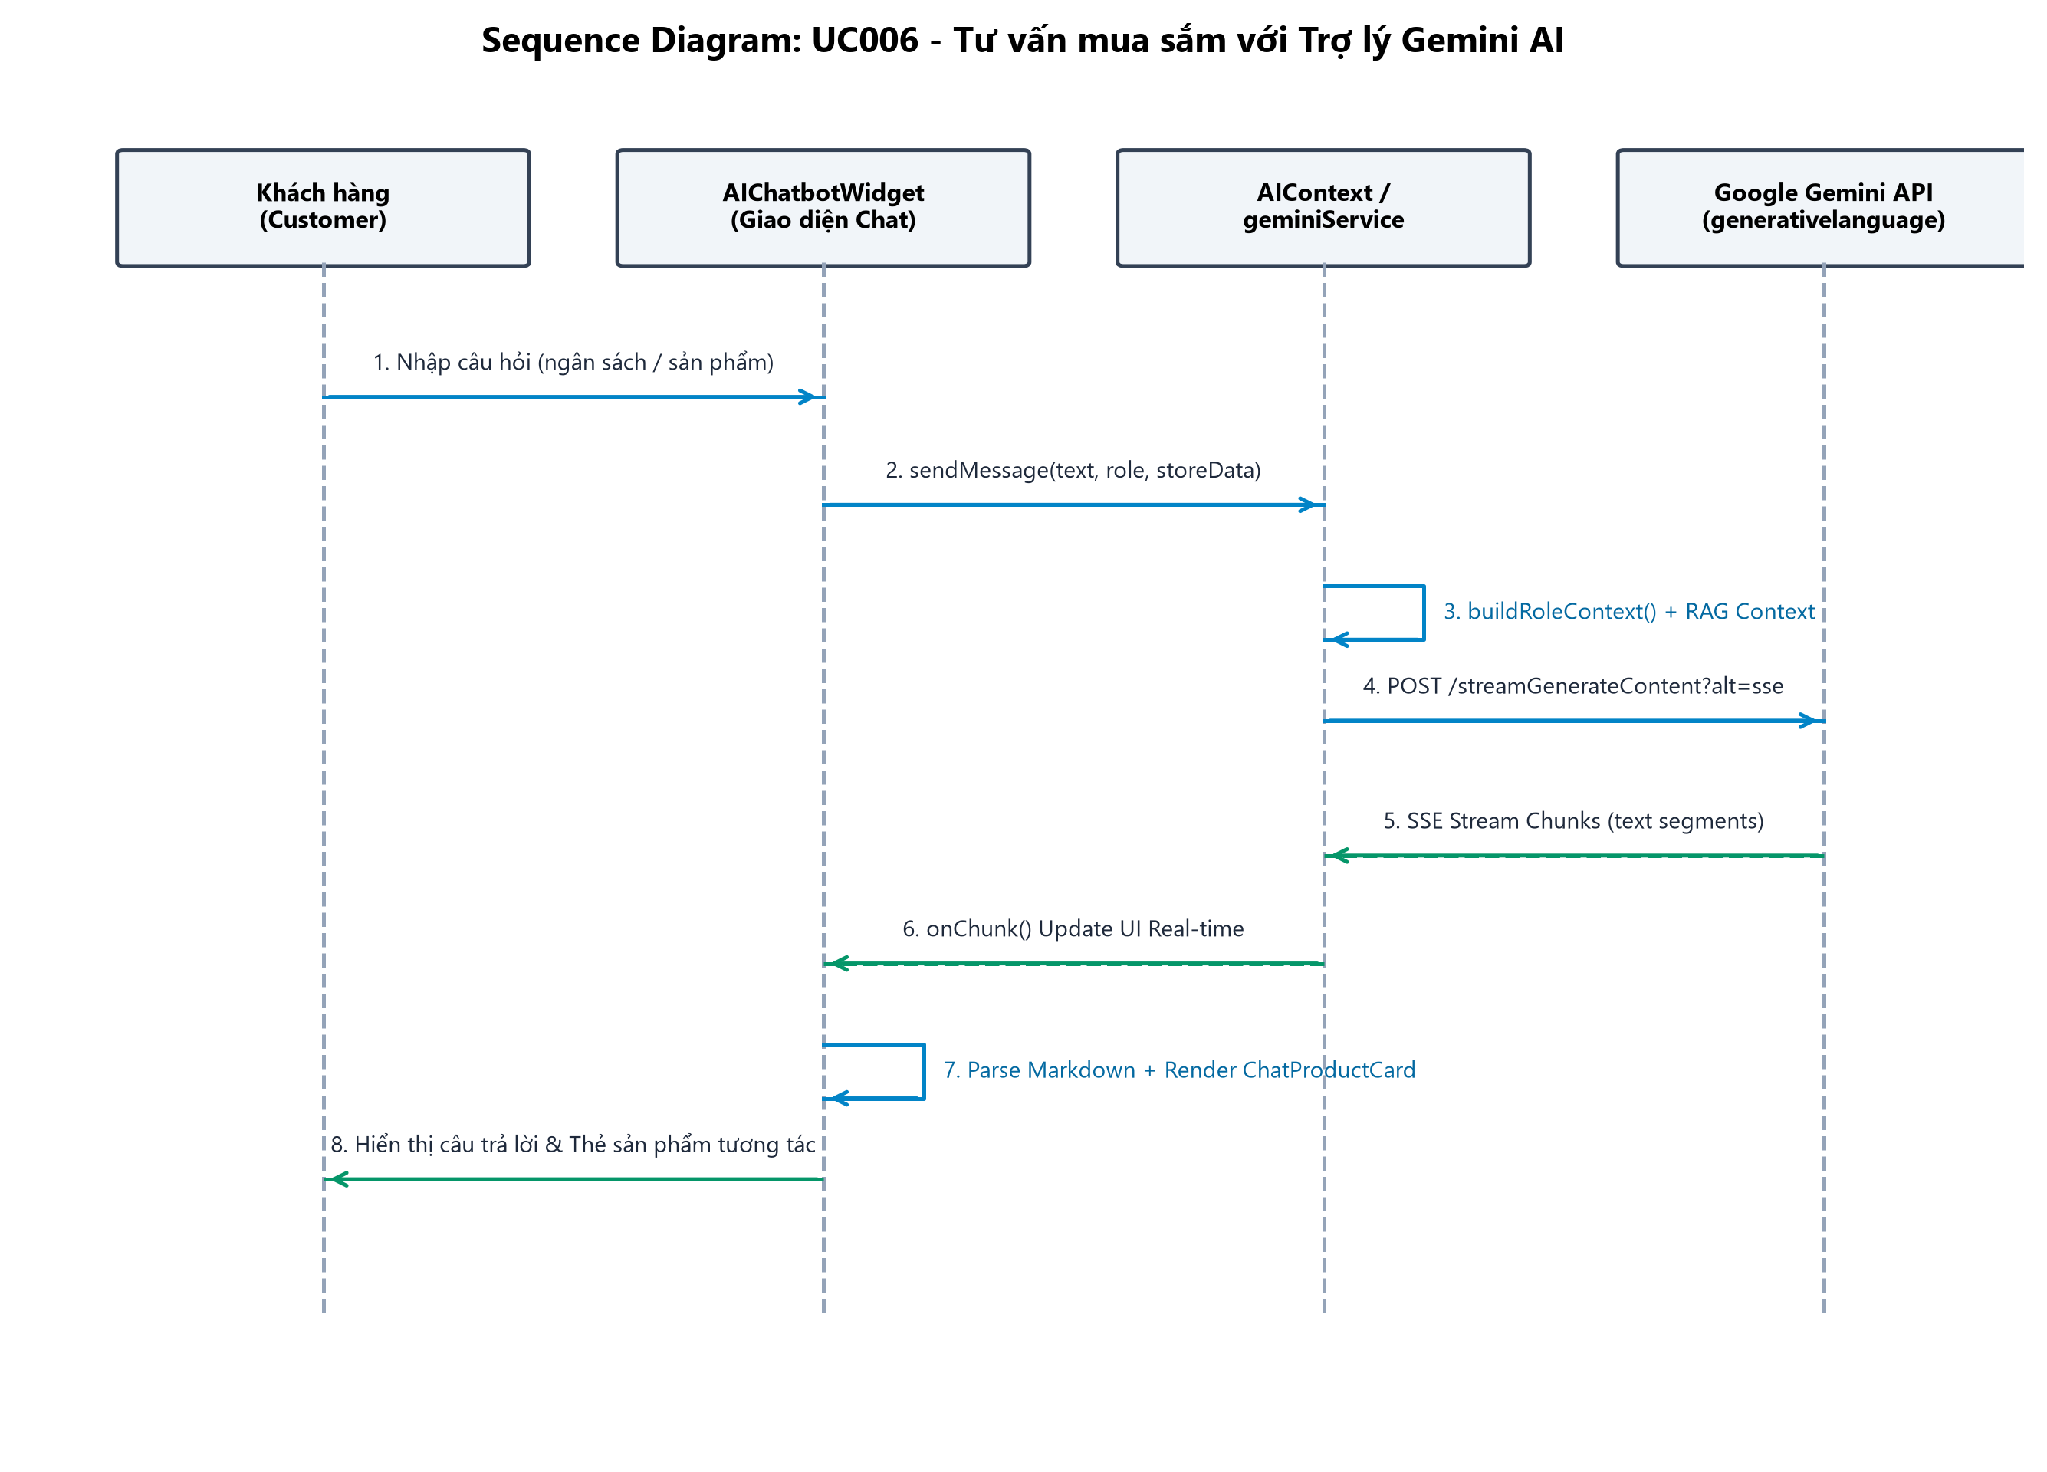 Sequence Diagram: UC006 - Tư vấn mua sắm với Trợ lý Gemini AI
Khách hàng
(Customer)
AIChatbotWidget
(Giao diện Chat)
AIContext /
geminiService
Google Gemini API
(generativelanguage)
1. Nhập câu hỏi (ngân sách / sản phẩm)
2. sendMessage(text, role, storeData)
3. buildRoleContext() + RAG Context
4. POST /streamGenerateContent?alt=sse
5. SSE Stream Chunks (text segments)
6. onChunk() Update UI Real-time
7. Parse Markdown + Render ChatProductCard
8. Hiển thị câu trả lời & Thẻ sản phẩm tương tác